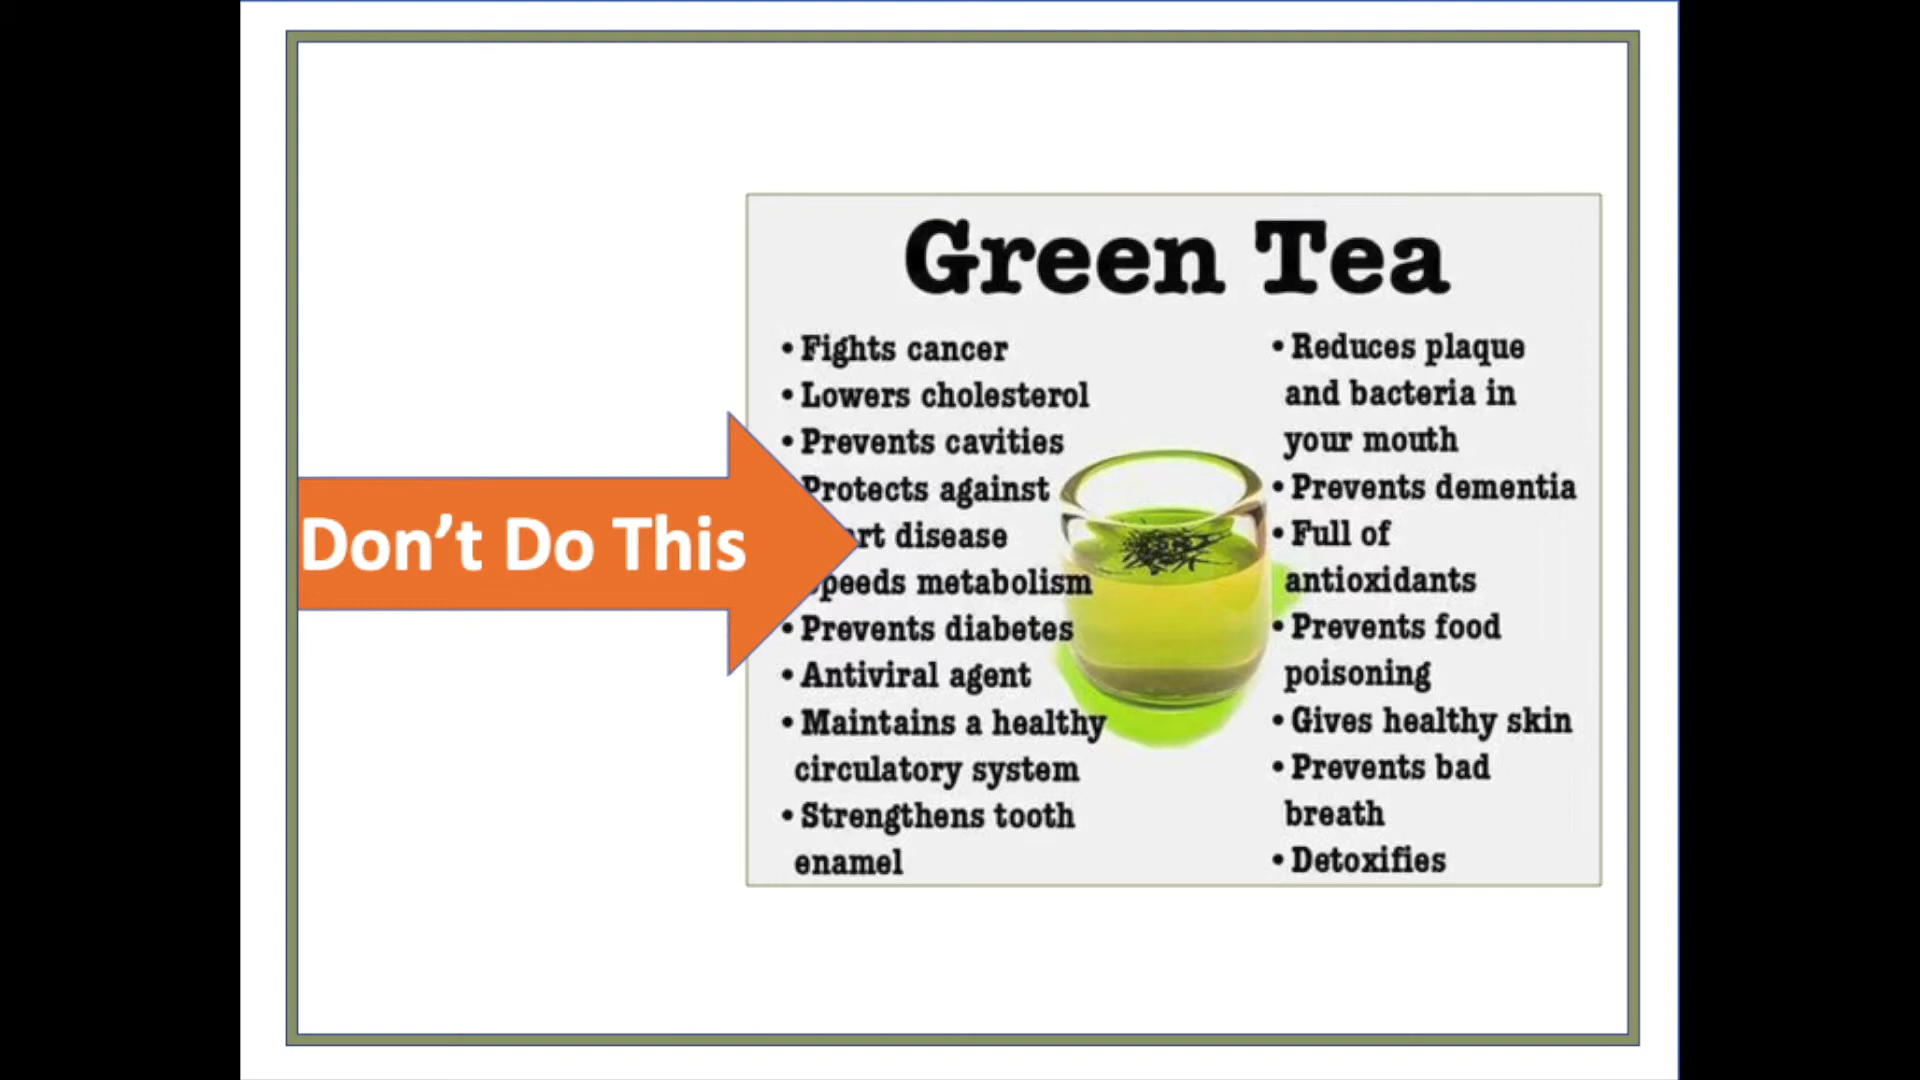 Don't Do This
Green Tea
• Fights cancer
• Lowers cholesterol
• Prevents cavities
Protects against
disease
metabolism
• Prevents diabetes
• Antiviral agent
• Maintains a healthy
circulatory system
• Strengthens tooth
enamel
• Reduces plaque
and bacteria in
your mouth
• Prevents dementia
• Full of
antioxidants
• Prevents food
poisoning
• Gives healthy skin
• Prevents bad
breath
• Detoxifies